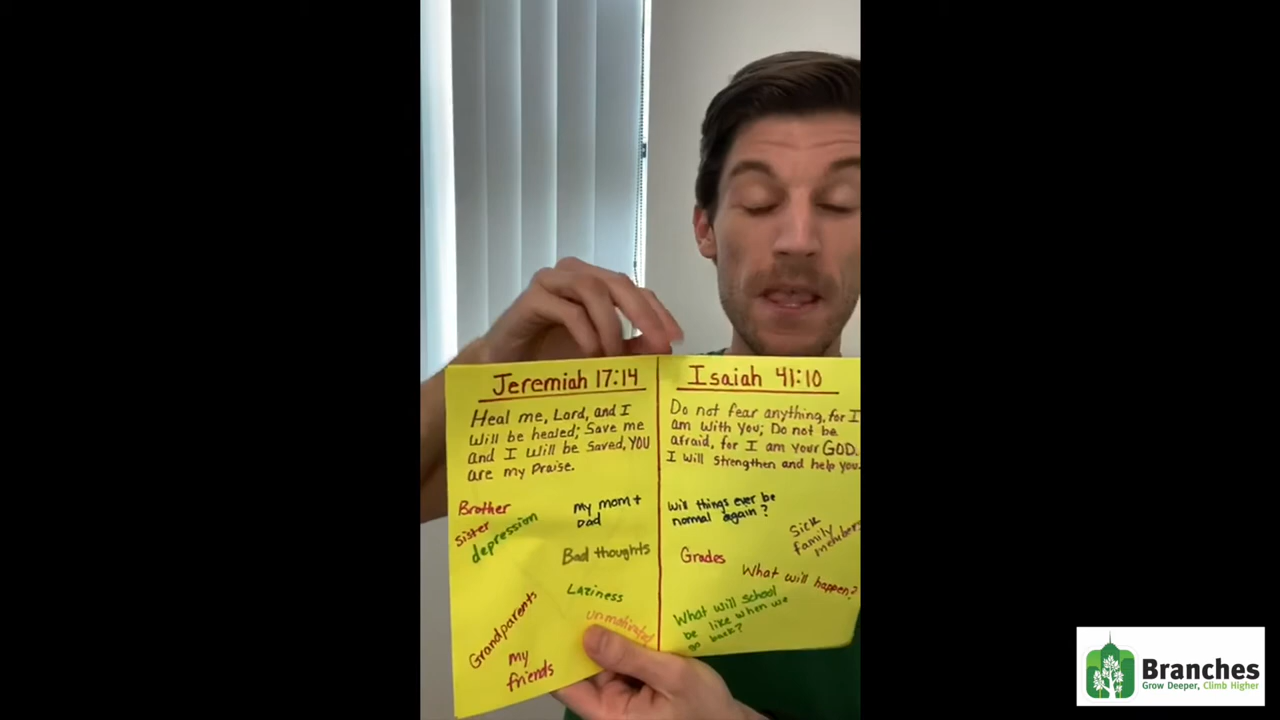 Jeremiah 17:14
Heal me, Lord, and I
will be healed; Save me
and I will be Saved, YOU
are my Praise.
Brother
sister
depression
my mom +
Dad
Bad thoughts
Laziness
unmotivated
Grandparents
my
friends
Isaiah 41:10
Do not fear anything, for I
am with you; Do not be
afraid, for I am your GOD.
I will strengthen and help you.
Will things ever be
normal again?
Sick
family
members
Grades
What will happen?
What will school
be like when we
go back?
Branches
Grow Deeper, Climb Higher